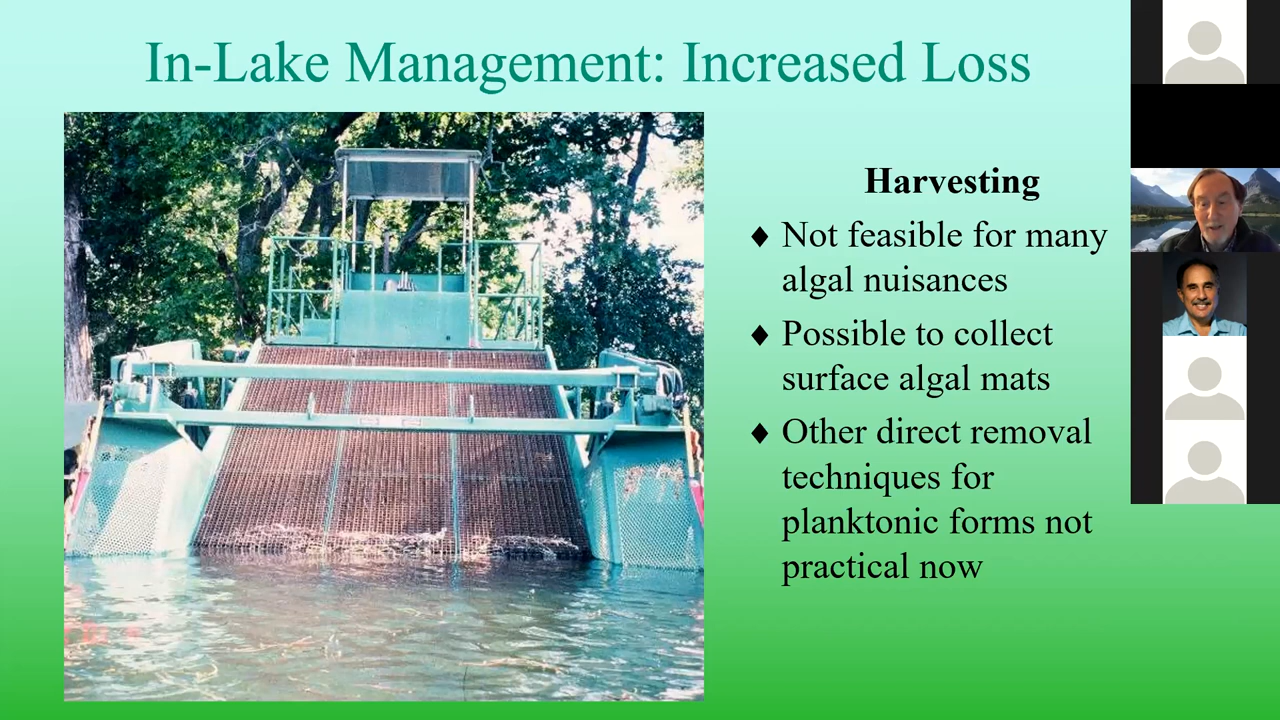 In-Lake Management: Increased Loss
Harvesting
♦ Not feasible for many
algal nuisances
♦ Possible to collect
surface algal mats
♦ Other direct removal
techniques for
planktonic forms not
practical now